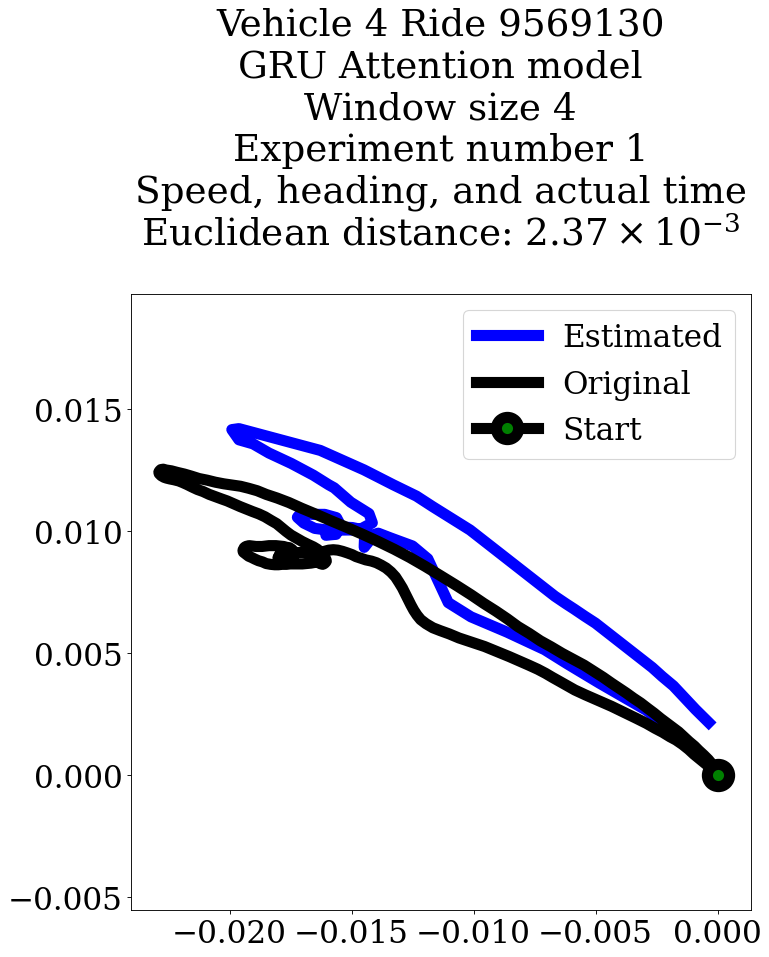 Vehicle 4 Ride 9569130
GRU Attention model
Window size 4
Experiment number 1
Speed, heading, and actual time
Euclidean distance: 2.37 × 10⁻³
Estimated
Original
Start
0.015
0.010
0.005
0.000
−0.005
−0.020 −0.015 −0.010 −0.005 0.000